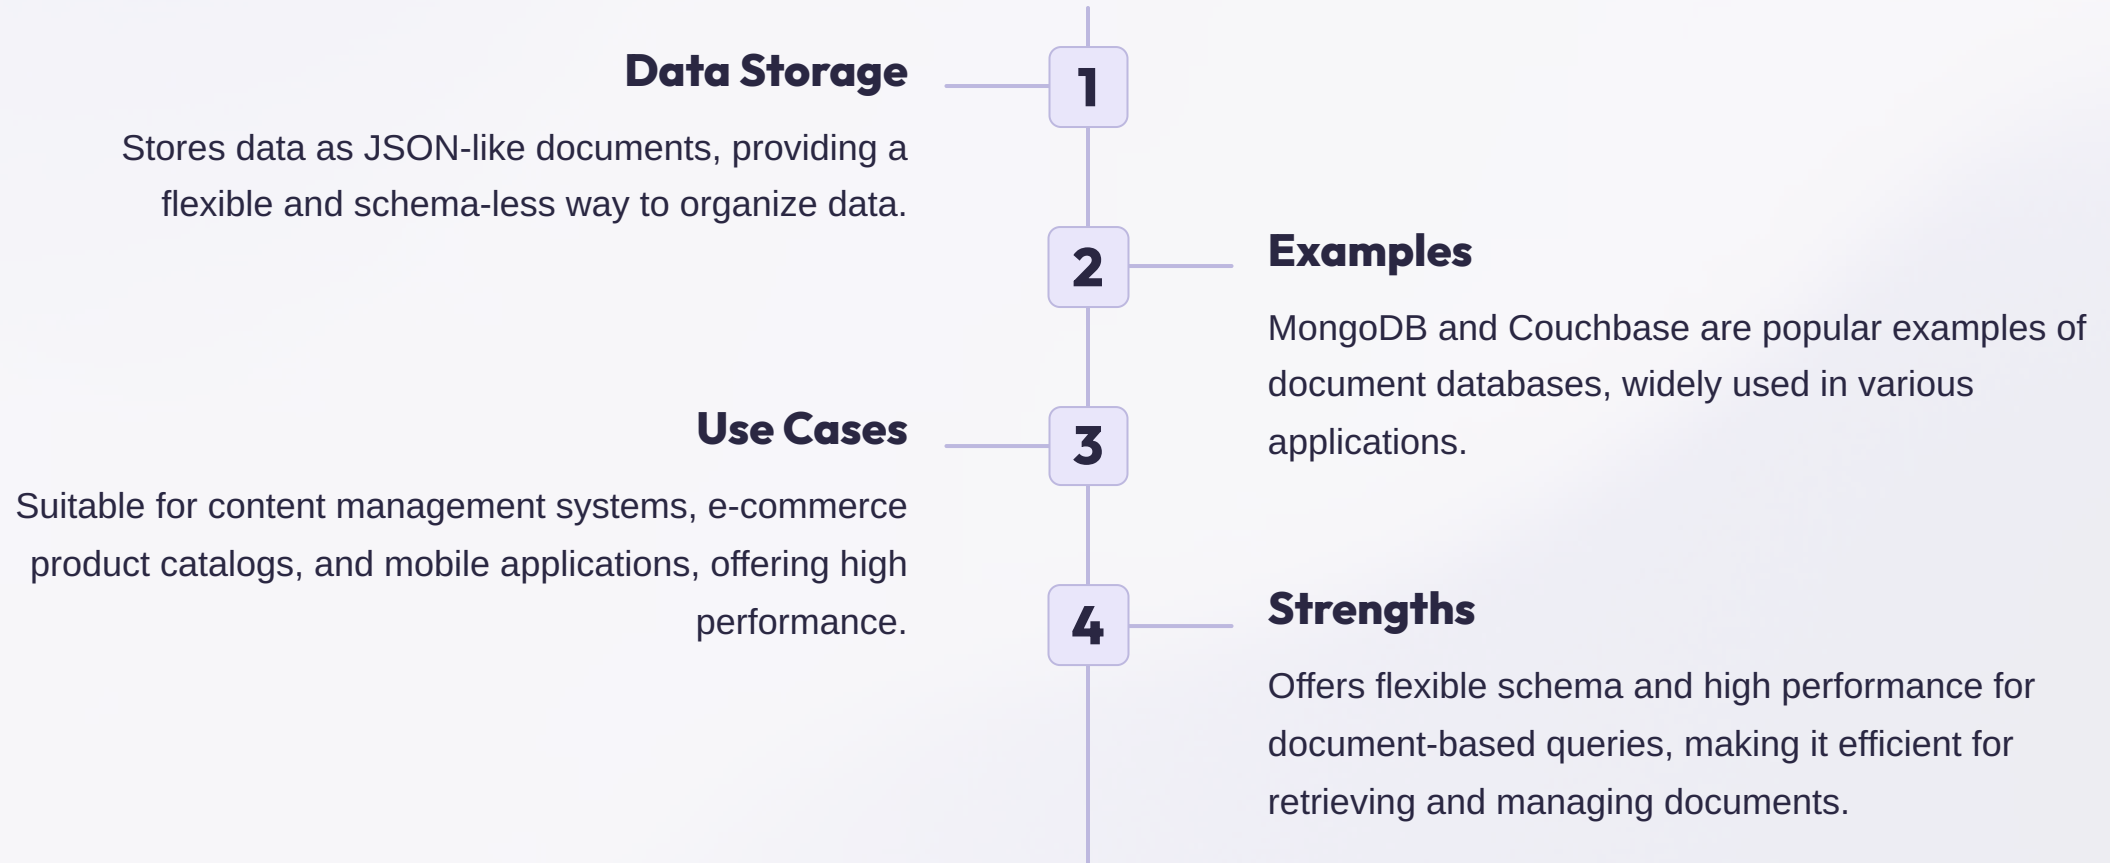 1
Data Storage
Stores data as JSON-like documents, providing a
flexible and schema-less way to organize data.
2
Examples
MongoDB and Couchbase are popular examples of
document databases, widely used in various
applications.
3
Use Cases
Suitable for content management systems, e-commerce
product catalogs, and mobile applications, offering high
performance.
4
Strengths
Offers flexible schema and high performance for
document-based queries, making it efficient for
retrieving and managing documents.